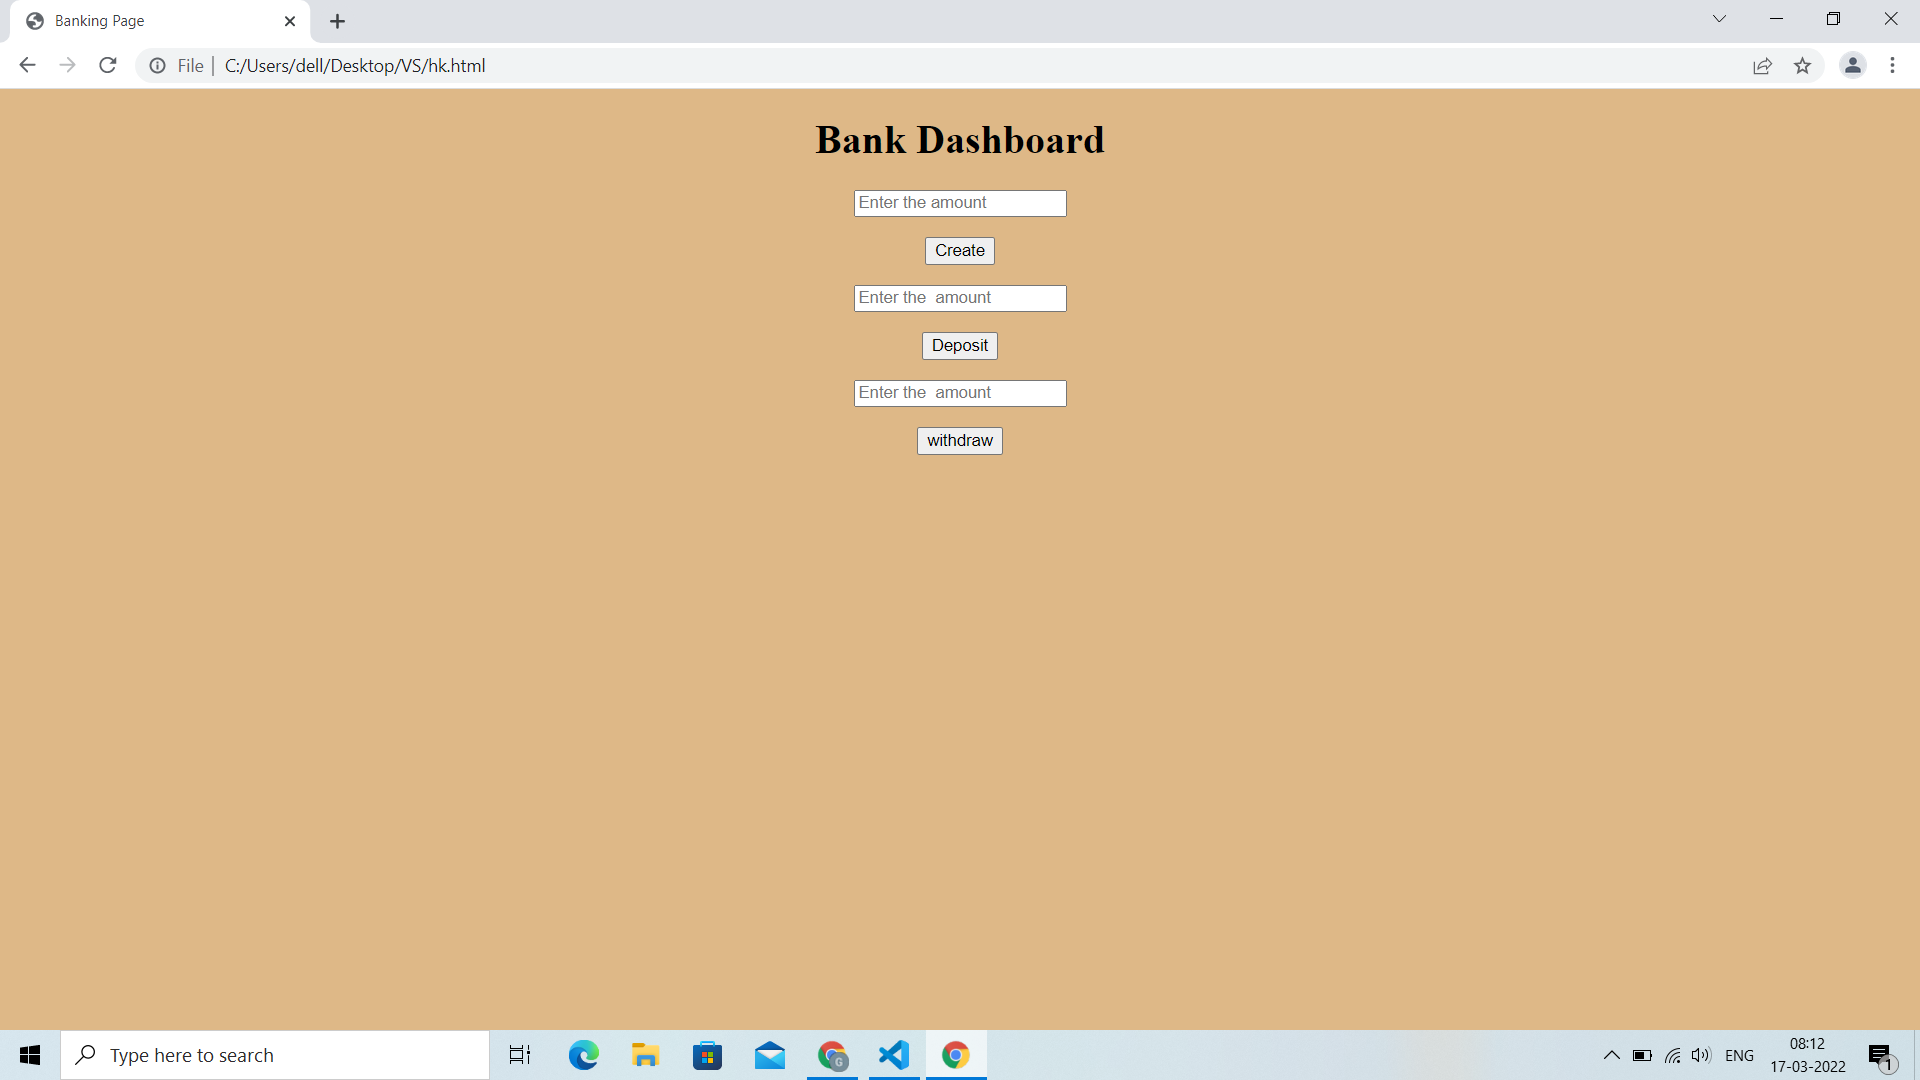 Banking Page
File
C:/Users/dell/Desktop/VS/hk.html
Bank Dashboard
Enter the amount
Create
Enter the  amount
Deposit
Enter the  amount
withdraw
Type here to search
G
ENG
08:12
17-03-2022
1